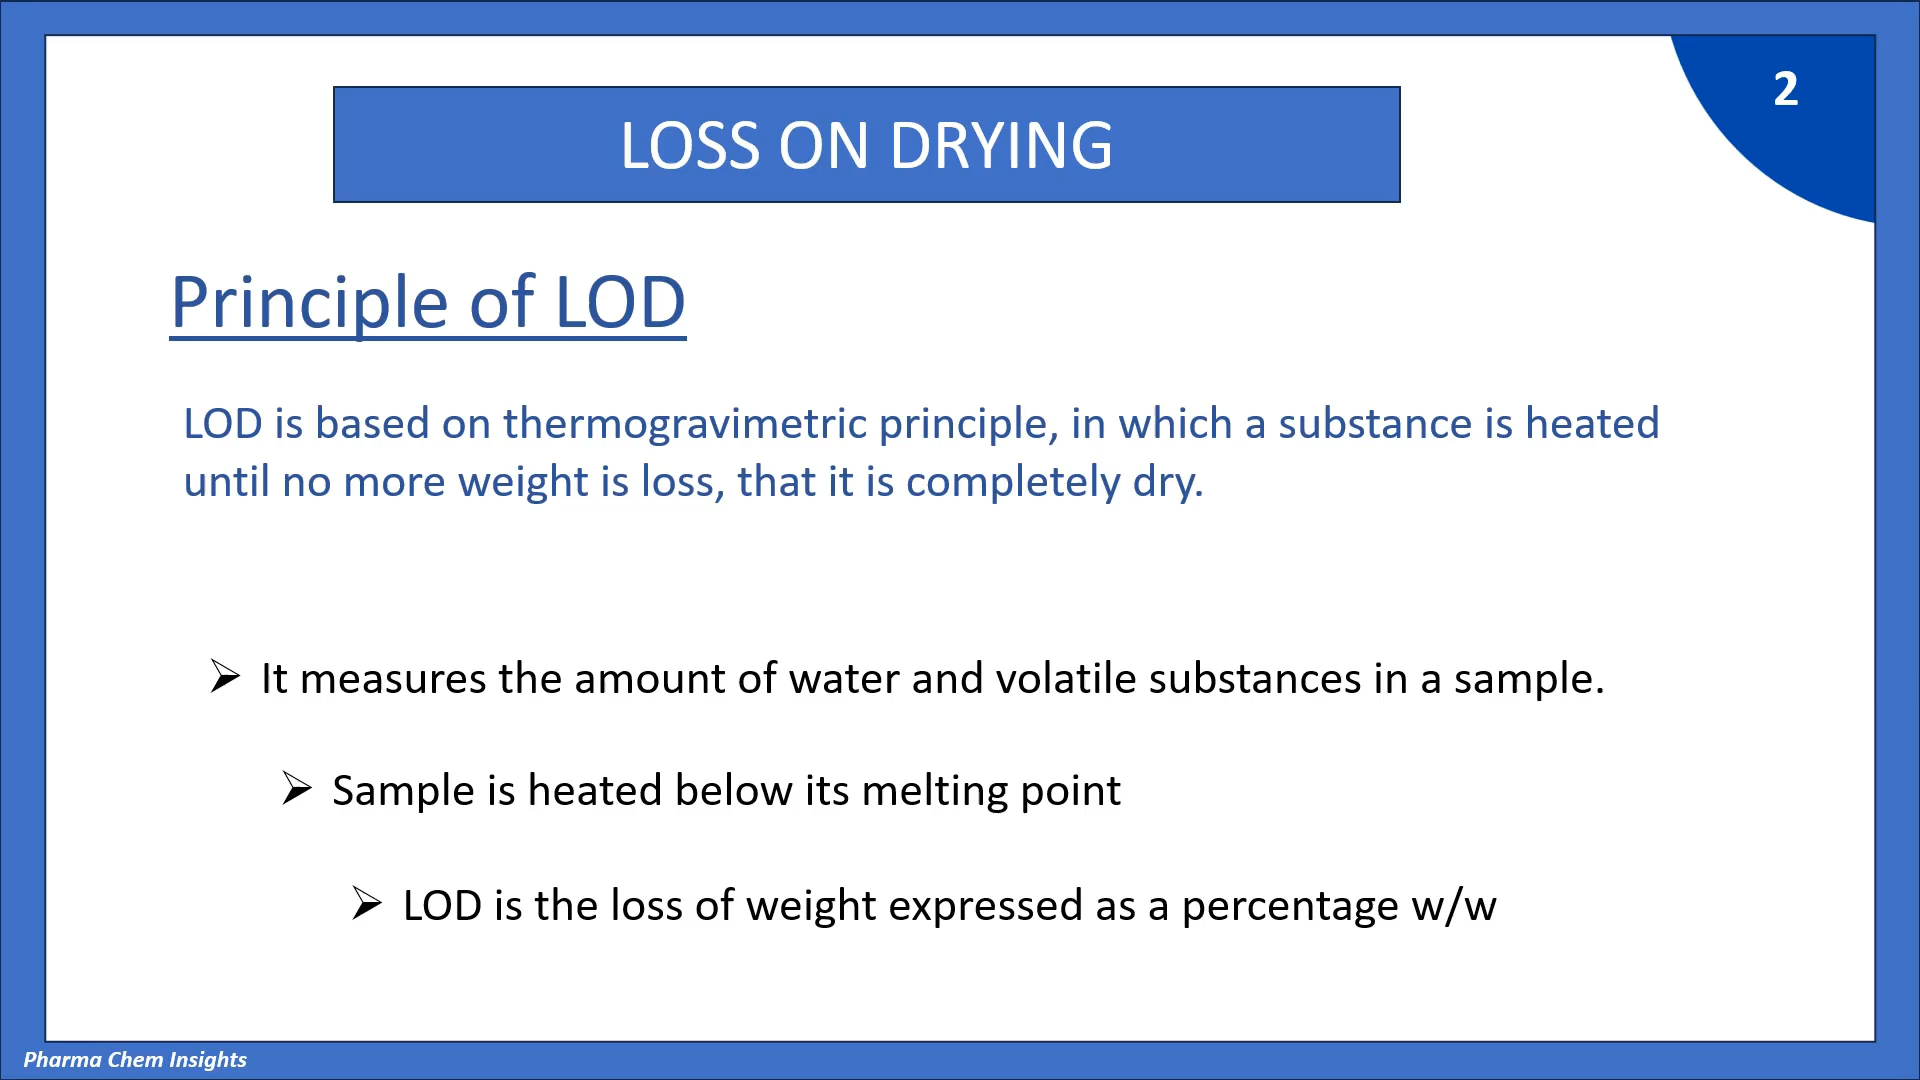 2
LOSS ON DRYING
Principle of LOD
LOD is based on thermogravimetric principle, in which a substance is heated
until no more weight is loss, that it is completely dry.
➢ It measures the amount of water and volatile substances in a sample.
➢ Sample is heated below its melting point
➢ LOD is the loss of weight expressed as a percentage w/w
Pharma Chem Insights